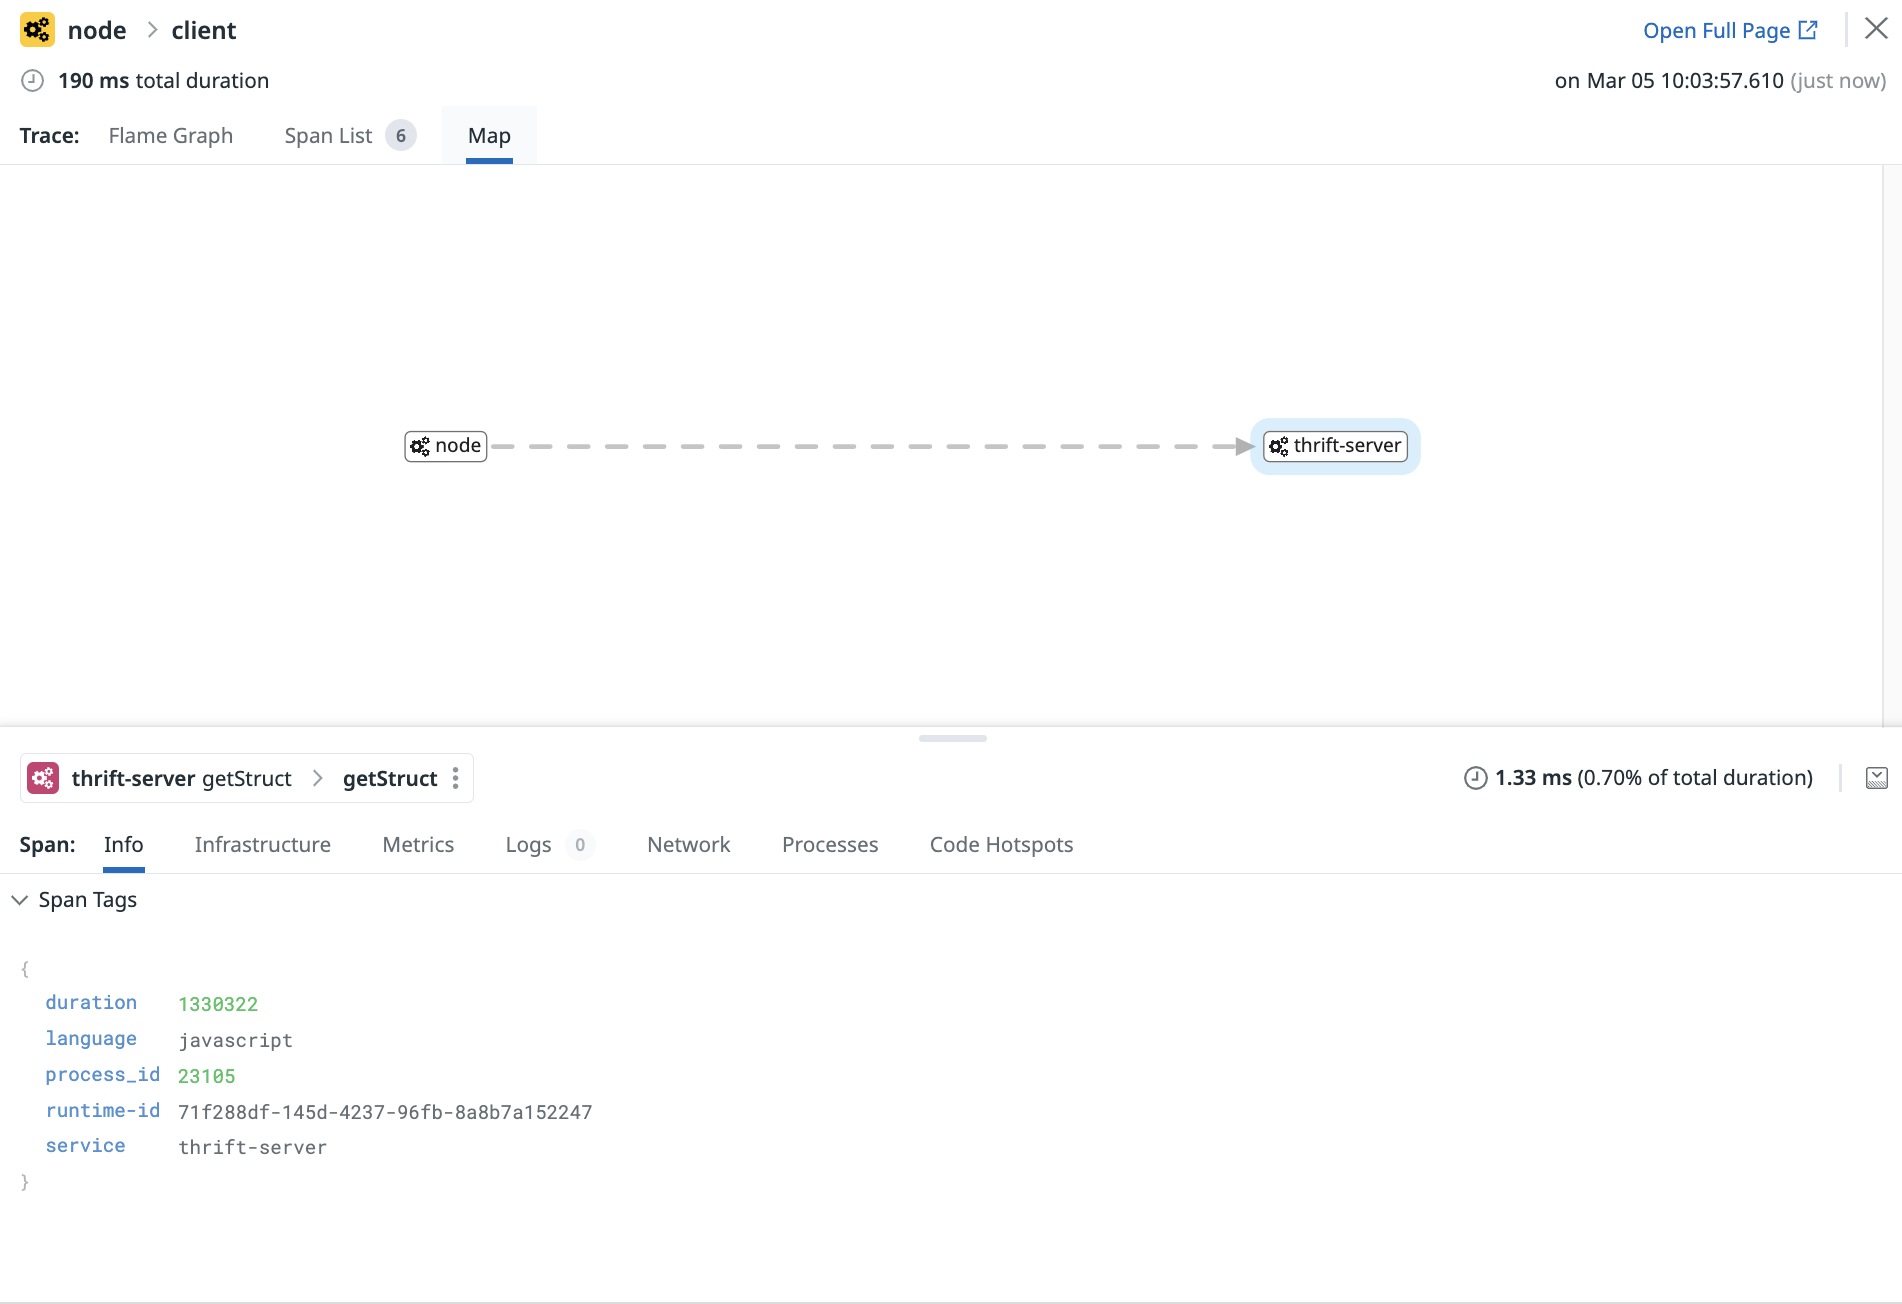 node > client
Open Full Page
190 ms total duration
on Mar 05 10:03:57.610 (just now)
Trace: Flame Graph Span List 6 Map
node
thrift-server
thrift-server getStruct > getStruct
1.33 ms (0.70% of total duration)
Span: Info Infrastructure Metrics Logs 0 Network Processes Code Hotspots
Span Tags
{
duration 1330322
language javascript
process_id 23105
runtime-id 71f288df-145d-4237-96fb-8a8b7a152247
service thrift-server
}